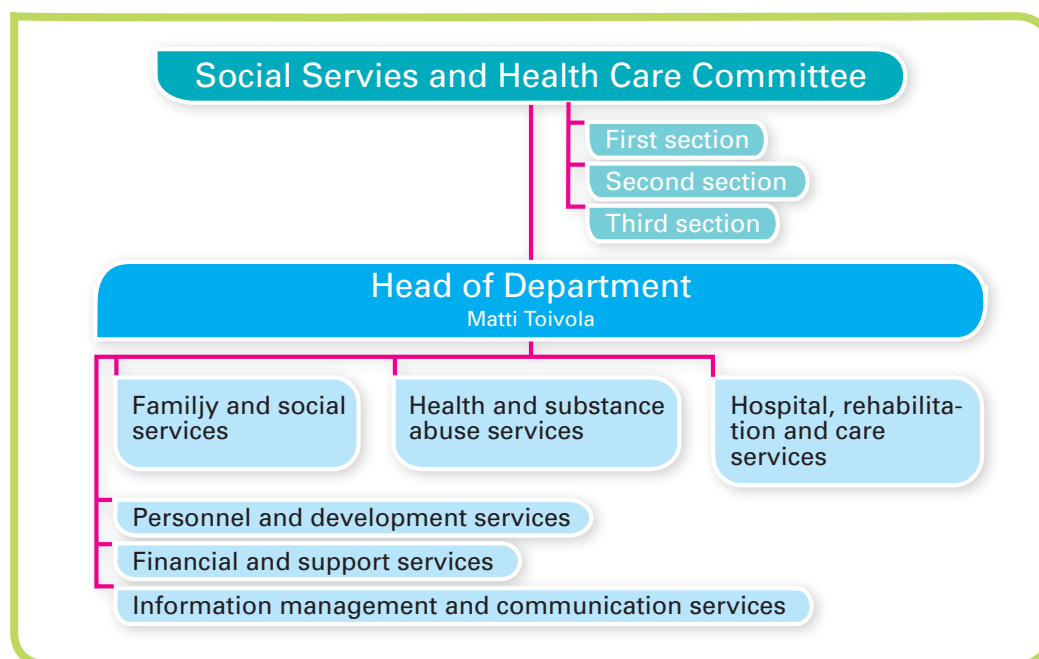 Social Servies and Health Care Committee
First section
Second section
Third section
Head of Department
Matti Toivola
Familjy and social
services
Health and substance
abuse services
Hospital, rehabilita-
tion and care
services
Personnel and development services
Financial and support services
Information management and communication services